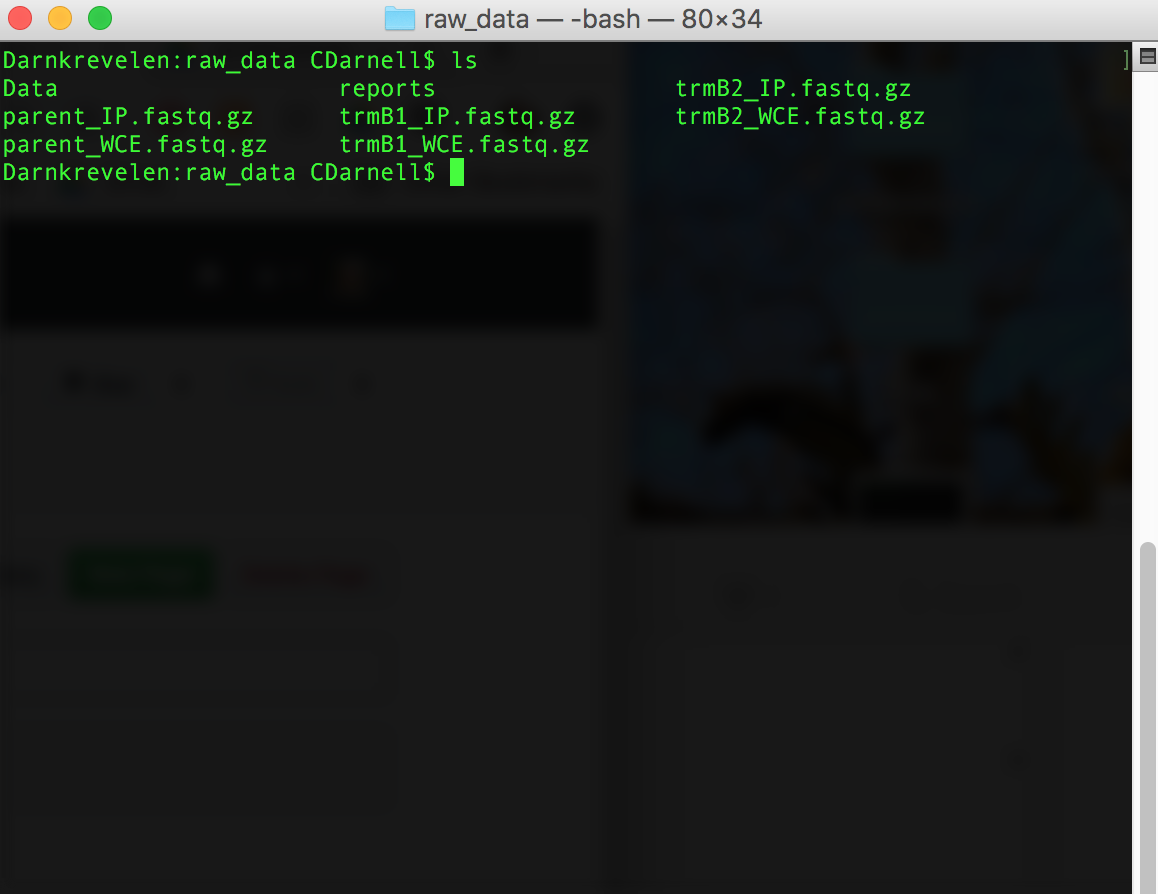 raw_data — -bash — 80×34
Darnkrevelen:raw_data CDarnell$ ls
Data reports trmB2_IP.fastq.gz
parent_IP.fastq.gz trmB1_IP.fastq.gz trmB2_WCE.fastq.gz
parent_WCE.fastq.gz trmB1_WCE.fastq.gz
Darnkrevelen:raw_data CDarnell$